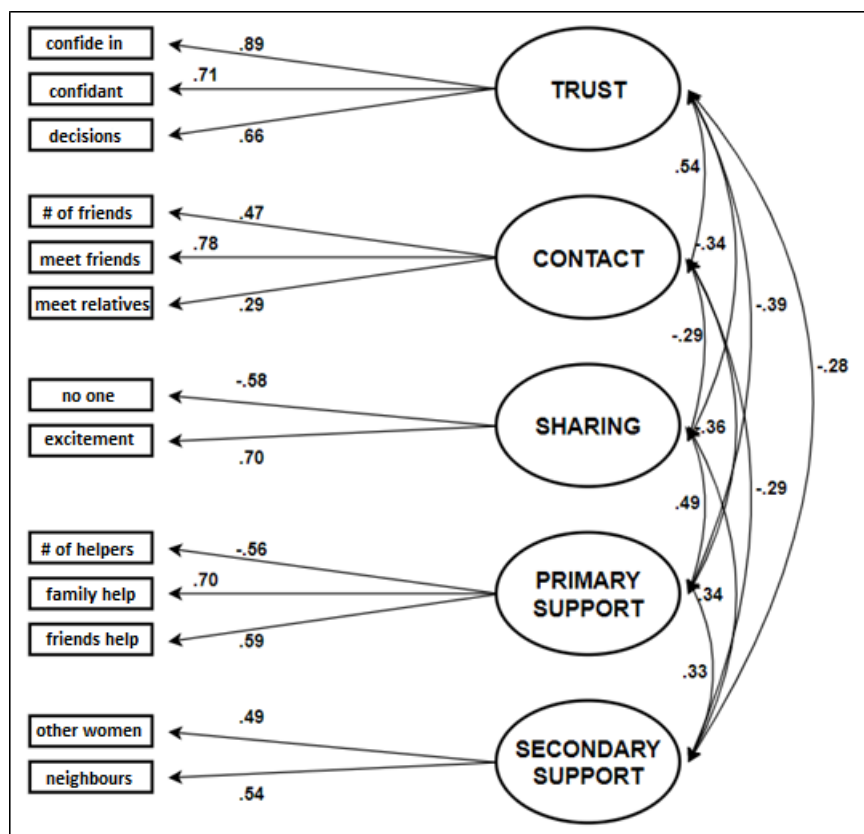 confide in
.89
confidant
.71
TRUST
decisions
.66
.54
# of friends
.47
meet friends
.78
CONTACT
-.34
meet relatives
.29
-.39
-.29
-.28
no one
-.58
SHARING
-.36
excitement
.70
-.29
.49
# of helpers
-.56
family help
.70
PRIMARY
SUPPORT
.34
friends help
.59
.33
other women
.49
SECONDARY
SUPPORT
neighbours
.54